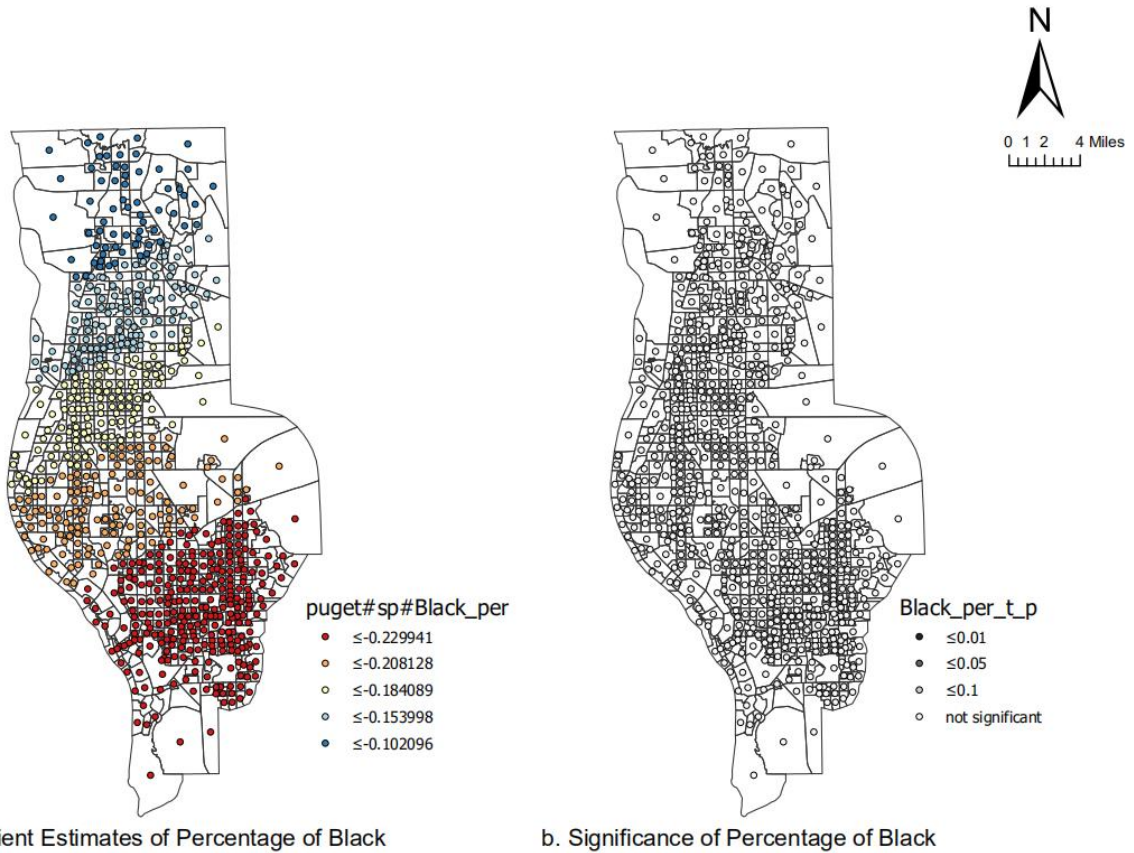 N
0 1 2 4 Miles
puget#sp#Black_per
≤-0.229941
≤-0.208128
≤-0.184089
≤-0.153998
≤-0.102096
Black_per_t_p
≤0.01
≤0.05
≤0.1
not significant
ient Estimates of Percentage of Black
b. Significance of Percentage of Black